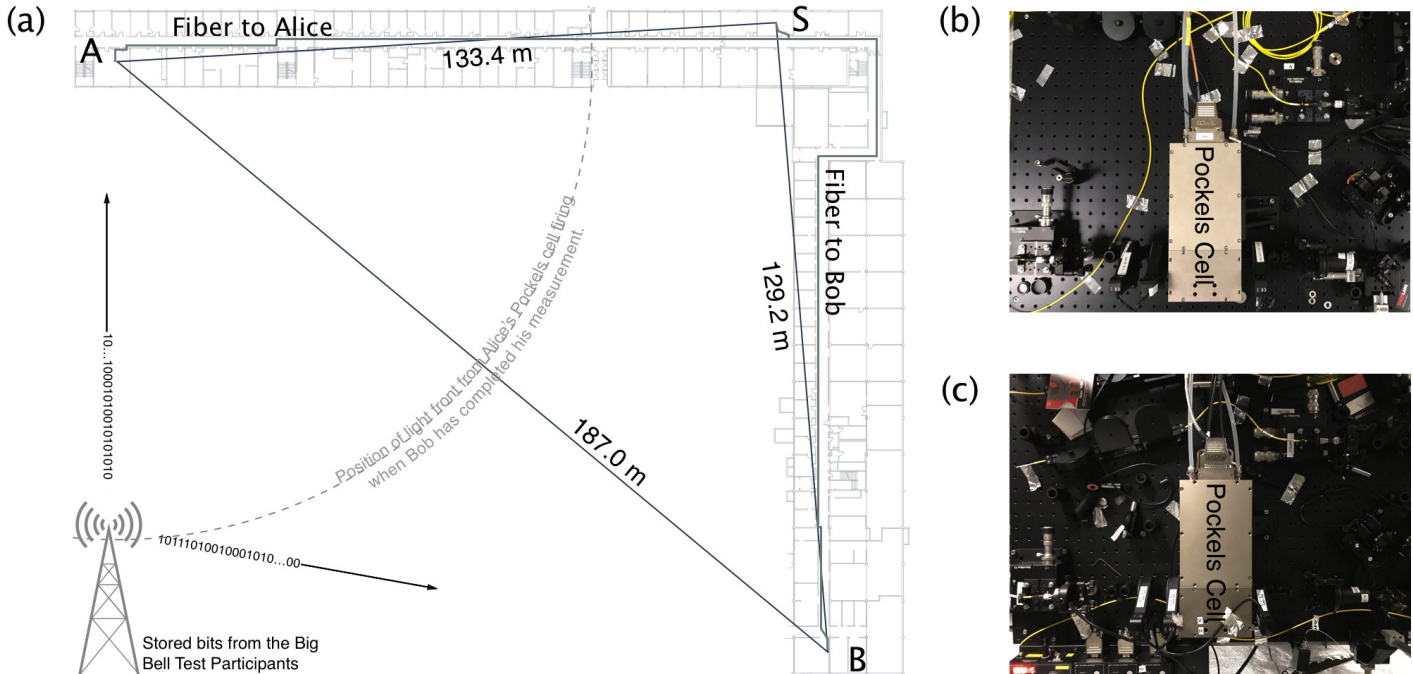 (a)
Fiber to Alice
A
133.4 m
S
Fiber to Bob
129.2 m
Position of light front from Alice's Pockels cell firing
when Bob has completed his measurement.
187.0 m
10...1000101001010101010
10111010010001010...00
Stored bits from the Big
Bell Test Participants
B
(b)
Pockels Cell
(c)
Pockels Cell